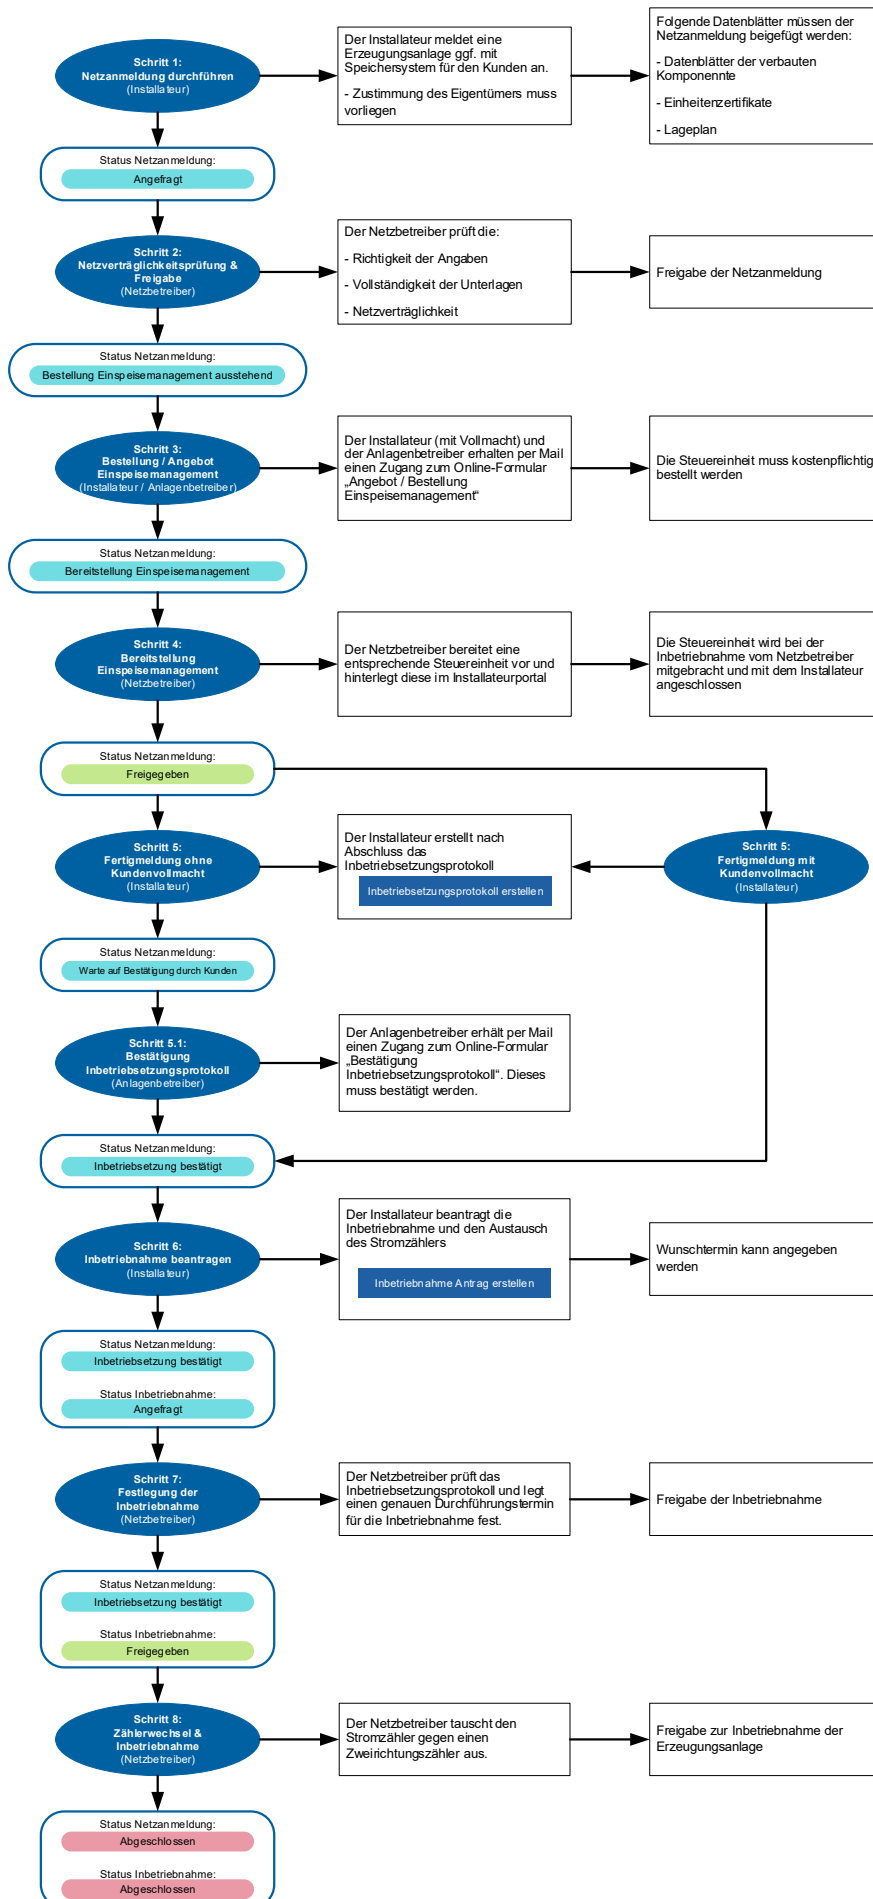 Schritt 1:
Netzanmeldung durchführen
(Installateur)
Der Installateur meldet eine
Erzeugungsanlage ggf. mit
Speichersystem für den Kunden an.
- Zustimmung des Eigentümers muss
vorliegen
Folgende Datenblätter müssen der
Netzanmeldung beigefügt werden:
- Datenblätter der verbauten
Komponennte
- Einheitenzertifikate
- Lageplan
Status Netzanmeldung:
Angefragt
Schritt 2:
Netzverträglichkeitsprüfung &
Freigabe
(Netzbetreiber)
Der Netzbetreiber prüft die:
- Richtigkeit der Angaben
- Vollständigkeit der Unterlagen
- Netzverträglichkeit
Freigabe der Netzanmeldung
Status Netzanmeldung:
Bestellung Einspeisemanagement ausstehend
Schritt 3:
Bestellung / Angebot
Einspeisemanagement
(Installateur / Anlagenbetreiber)
Der Installateur (mit Vollmacht) und
der Anlagenbetreiber erhalten per Mail
einen Zugang zum Online-Formular
„Angebot / Bestellung
Einspeisemanagement“
Die Steuereinheit muss kostenpflichtig
bestellt werden
Status Netzanmeldung:
Bereitstellung Einspeisemanagement
Schritt 4:
Bereitstellung
Einspeisemanagement
(Netzbetreiber)
Der Netzbetreiber bereitet eine
entsprechende Steuereinheit vor und
hinterlegt diese im Installateurportal
Die Steuereinheit wird bei der
Inbetriebnahme vom Netzbetreiber
mitgebracht und mit dem Installateur
angeschlossen
Status Netzanmeldung:
Freigegeben
Schritt 5:
Fertigmeldung ohne
Kundenvollmacht
(Installateur)
Der Installateur erstellt nach
Abschluss das
Inbetriebsetzungsprotokoll
Inbetriebsetzungsprotokoll erstellen
Schritt 5:
Fertigmeldung mit
Kundenvollmacht
(Installateur)
Status Netzanmeldung:
Warte auf Bestätigung durch Kunden
Schritt 5.1:
Bestätigung
Inbetriebsetzungsprotokoll
(Anlagenbetreiber)
Der Anlagenbetreiber erhält per Mail
einen Zugang zum Online-Formular
„Bestätigung
Inbetriebsetzungsprotokoll“. Dieses
muss bestätigt werden.
Status Netzanmeldung:
Inbetriebsetzung bestätigt
Schritt 6:
Inbetriebnahme beantragen
(Installateur)
Der Installateur beantragt die
Inbetriebnahme und den Austausch
des Stromzählers
Inbetriebnahme Antrag erstellen
Wunschtermin kann angegeben
werden
Status Netzanmeldung:
Inbetriebsetzung bestätigt
Status Inbetriebnahme:
Angefragt
Schritt 7:
Festlegung der
Inbetriebnahme
(Netzbetreiber)
Der Netzbetreiber prüft das
Inbetriebsetzungsprotokoll und legt
einen genauen Durchführungstermin
für die Inbetriebnahme fest.
Freigabe der Inbetriebnahme
Status Netzanmeldung:
Inbetriebsetzung bestätigt
Status Inbetriebnahme:
Freigegeben
Schritt 8:
Zählerwechsel &
Inbetriebnahme
(Netzbetreiber)
Der Netzbetreiber tauscht den
Stromzähler gegen einen
Zweirichtungszähler aus.
Freigabe zur Inbetriebnahme der
Erzeugungsanlage
Status Netzanmeldung:
Abgeschlossen
Status Inbetriebnahme:
Abgeschlossen